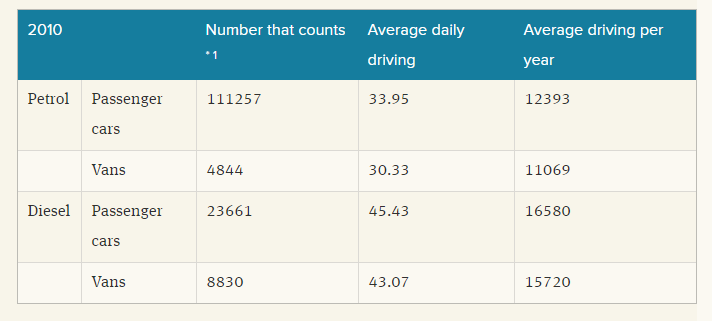 2010 Number that counts Average daily Average driving per
*1 driving year
Petrol Passenger 111257 33.95 12393
cars
Vans 4844 30.33 11069
Diesel Passenger 23661 45.43 16580
cars
Vans 8830 43.07 15720